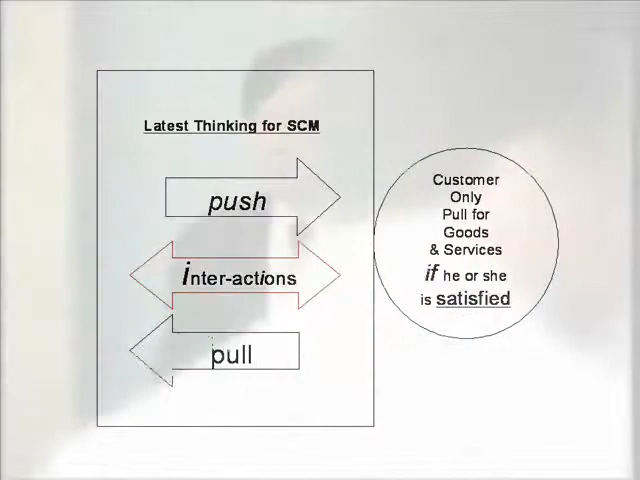 Latest Thinking for SCM
push
inter-actions
pull
Customer
Only
Pull for
Goods
& Services
if he or she
is satisfied